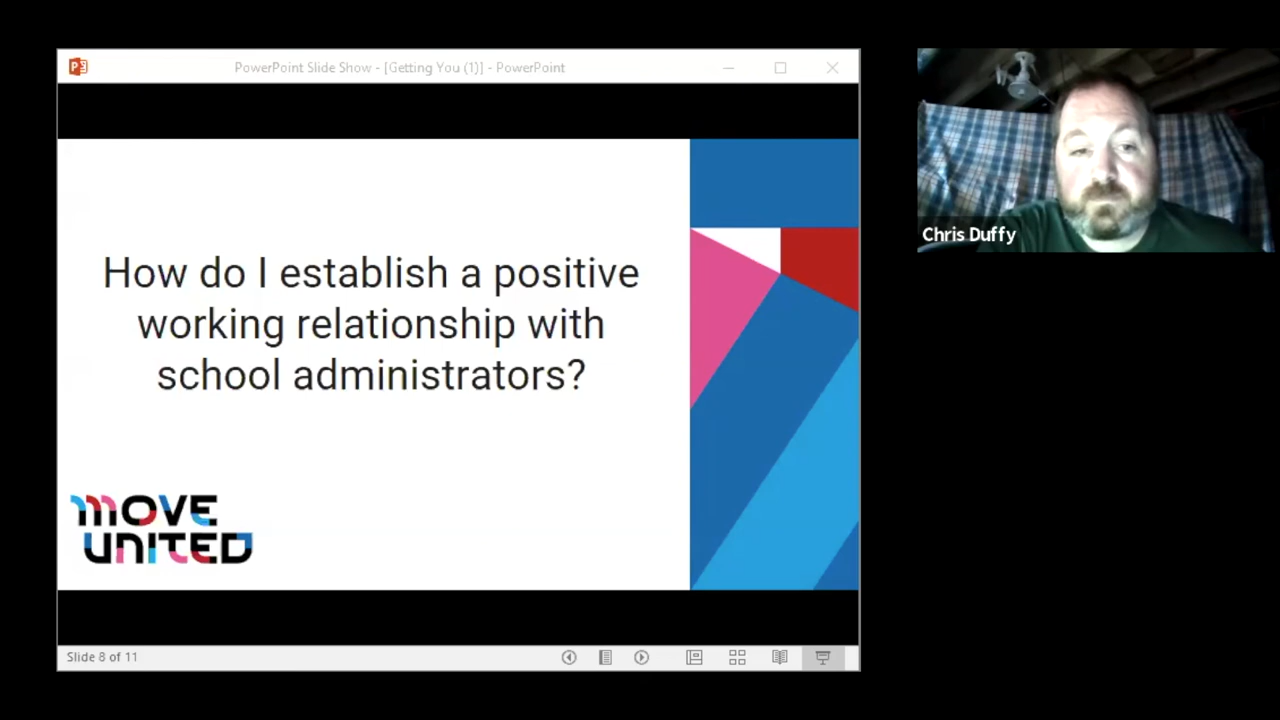 PowerPoint Slide Show - [Getting You (1)] - PowerPoint
How do I establish a positive
working relationship with
school administrators?
MOVE
UNITED
Slide 8 of 11
Chris Duffy